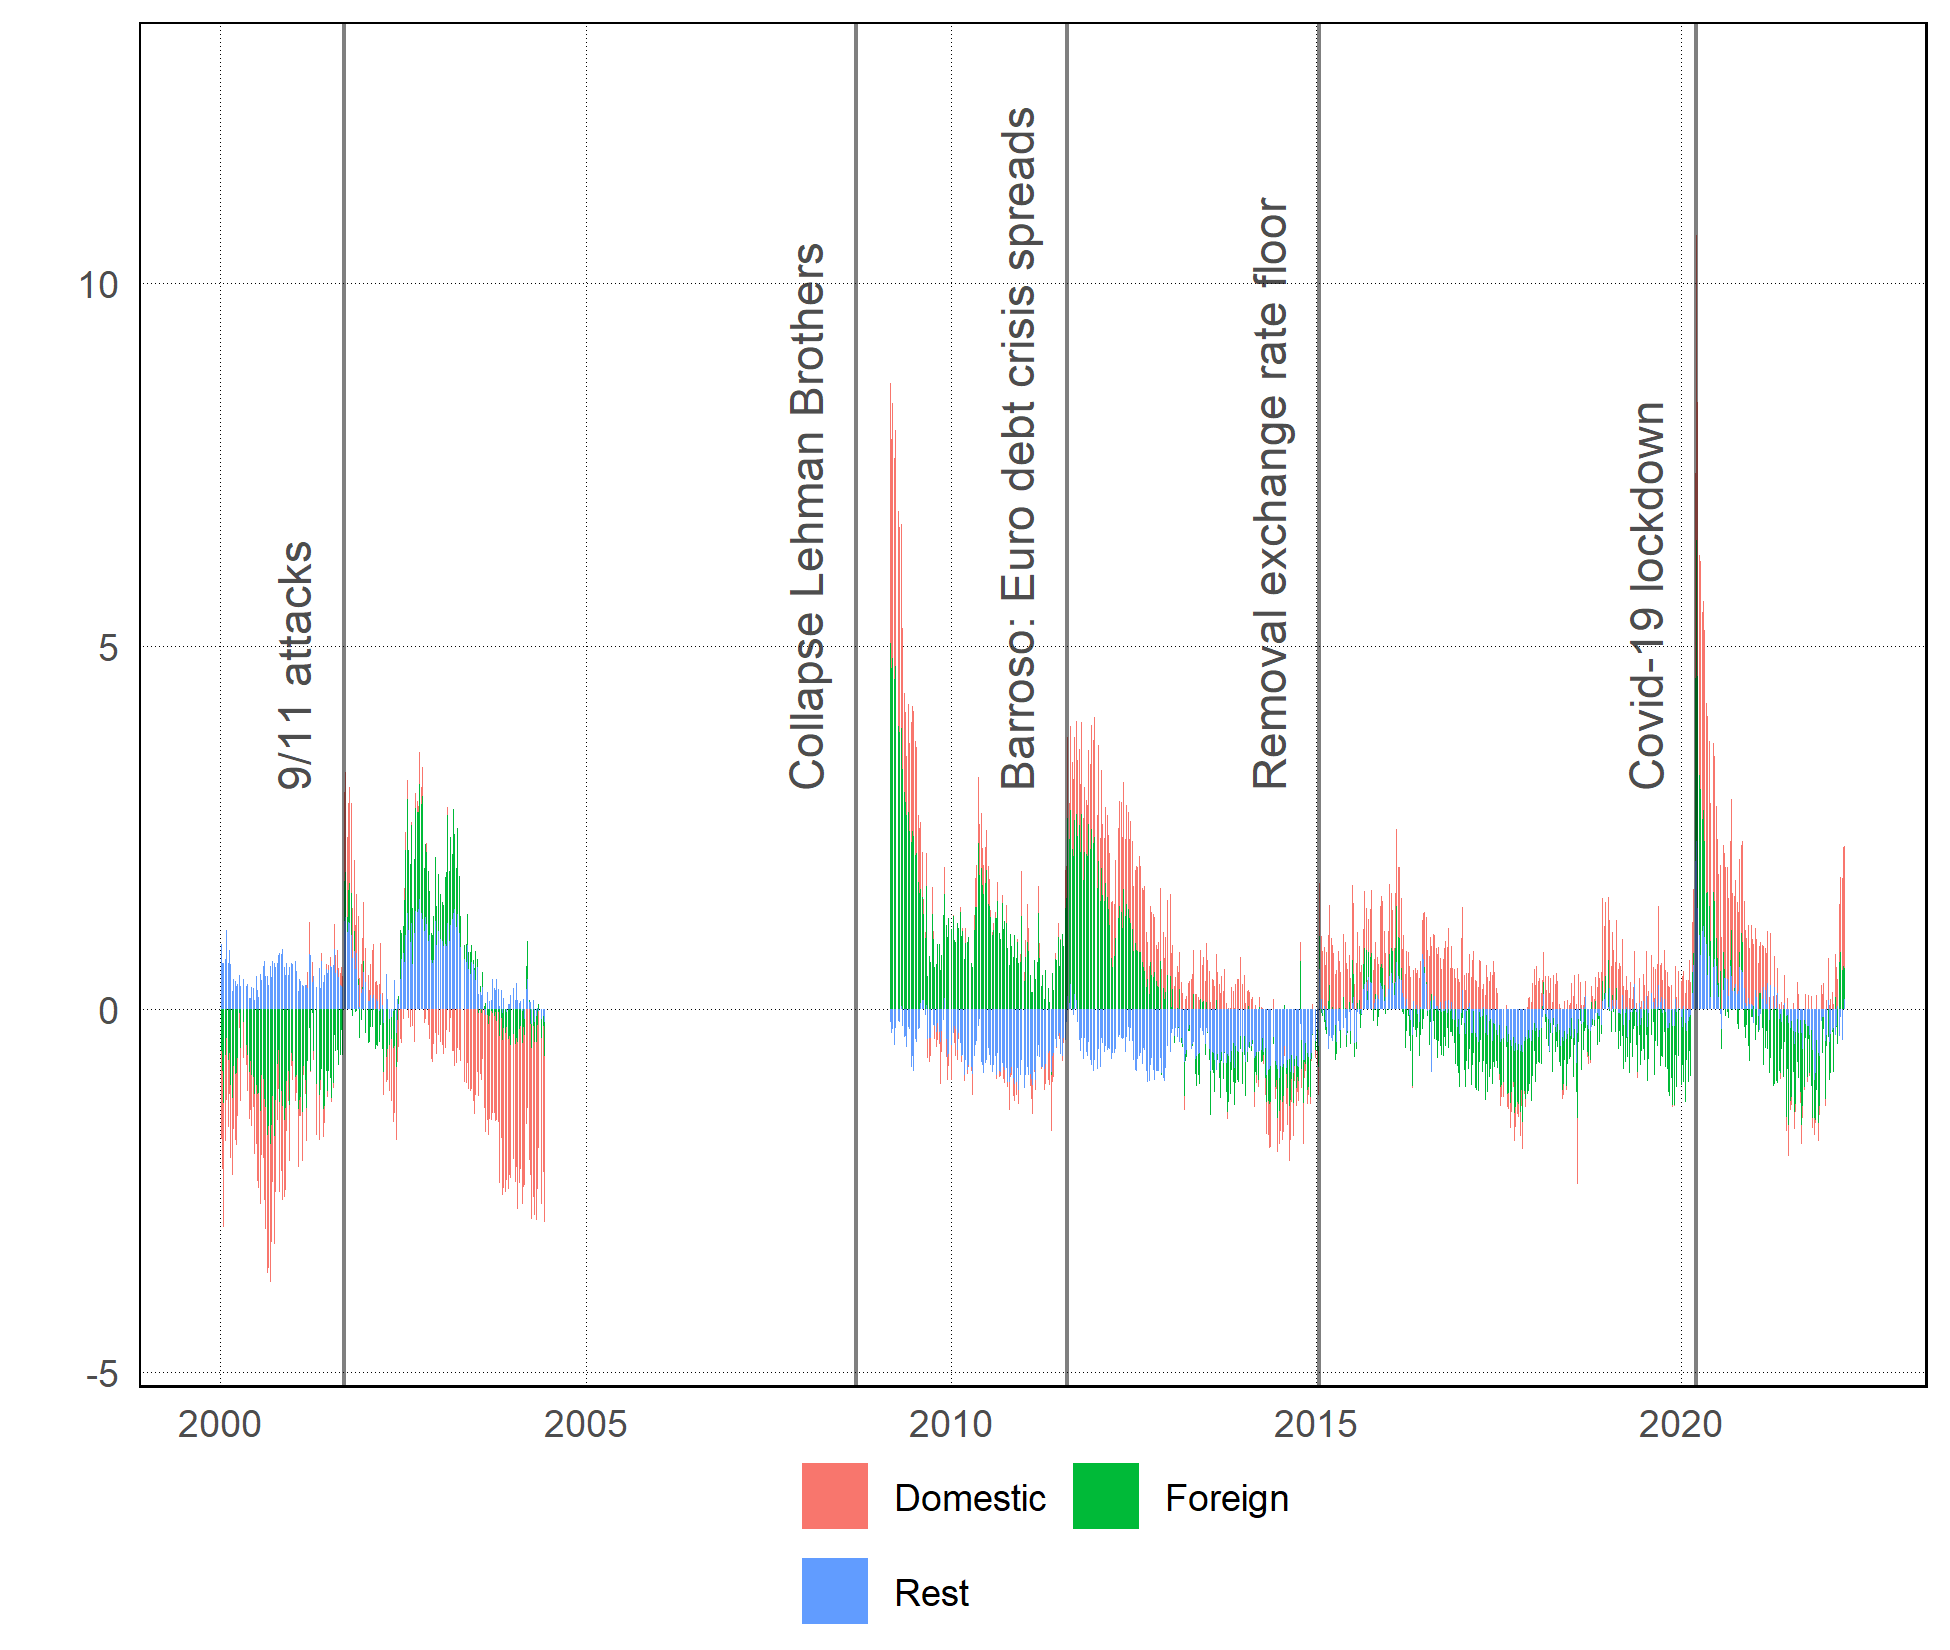 10
5
0
-5
9/11 attacks
Collapse Lehman Brothers
Barroso: Euro debt crisis spreads
Removal exchange rate floor
Covid-19 lockdown
2000 2005 2010 2015 2020
Domestic Foreign
Rest